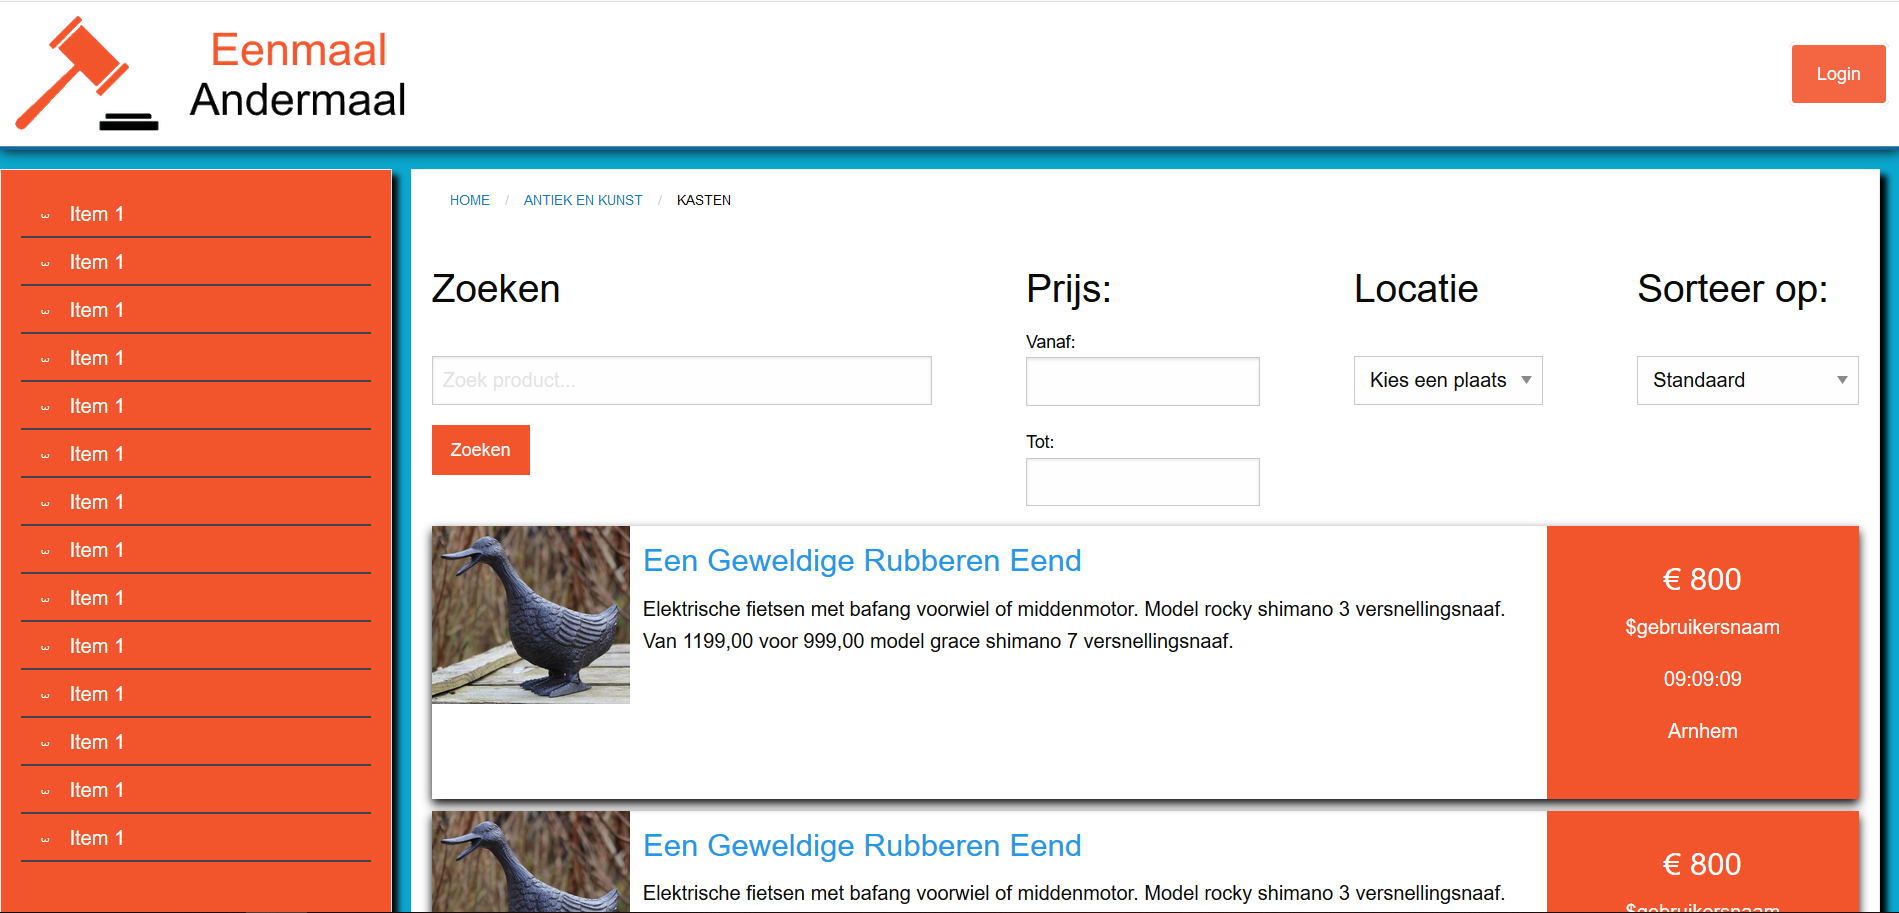 Eenmaal
Andermaal
Login
Item 1
Item 1
Item 1
Item 1
Item 1
Item 1
Item 1
Item 1
Item 1
Item 1
Item 1
Item 1
Item 1
Item 1
HOME / ANTIEK EN KUNST / KASTEN
Zoeken
Zoek product...
Zoeken
Prijs:
Vanaf:
Tot:
Locatie
Kies een plaats
Sorteer op:
Standaard
Een Geweldige Rubberen Eend
Elektrische fietsen met bafang voorwiel of middenmotor. Model rocky shimano 3 versnellingsnaaf.
Van 1199,00 voor 999,00 model grace shimano 7 versnellingsnaaf.
€ 800
$gebruikersnaam
09:09:09
Arnhem
Een Geweldige Rubberen Eend
Elektrische fietsen met bafang voorwiel of middenmotor. Model rocky shimano 3 versnellingsnaaf.
€ 800
$gebruikersnaam